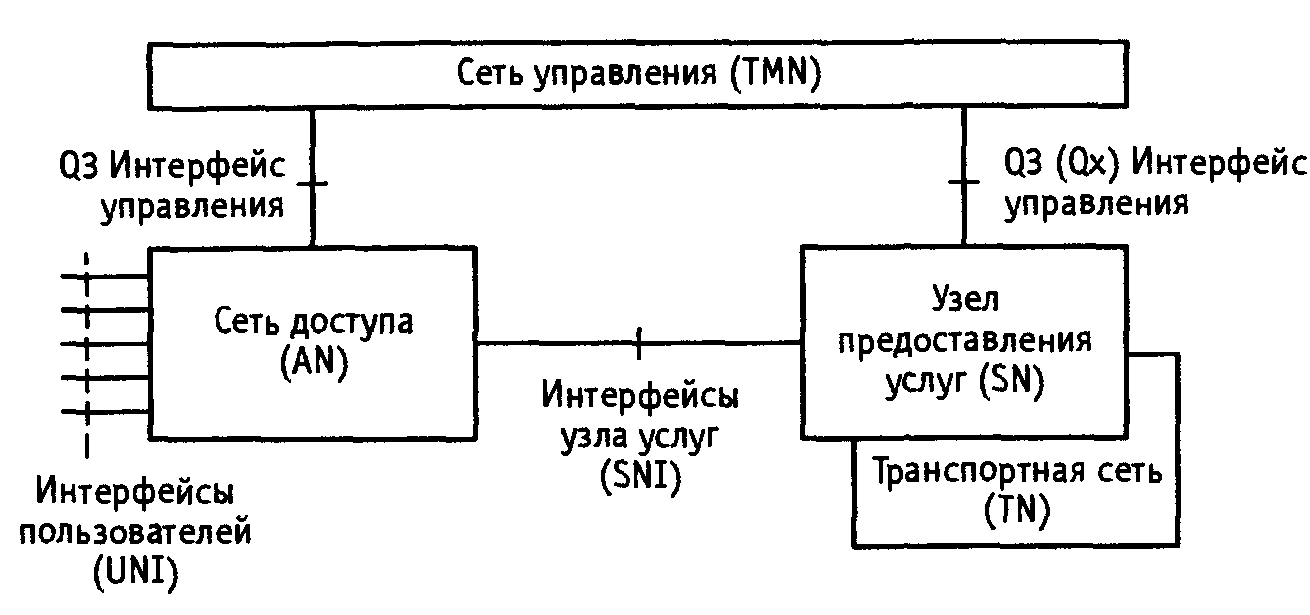 Сеть управления (TMN)
Q3 Интерфейс
управления
Q3 (Qx) Интерфейс
управления
Сеть доступа
(AN)
Узел
предоставления
услуг (SN)
Интерфейсы
узла услуг
(SNI)
Транспортная сеть
(TN)
Интерфейсы
пользователей
(UNI)